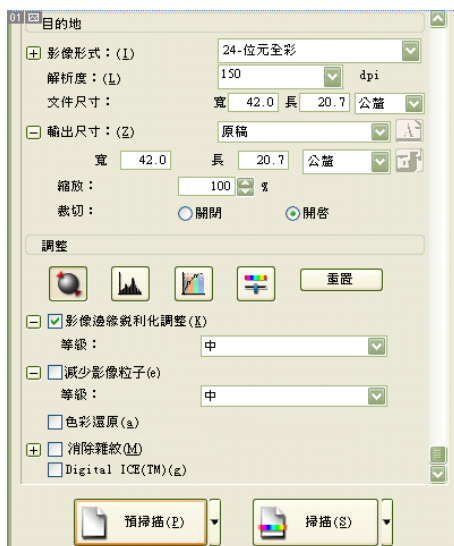 01
目的地
影像形式：(I) 24-位元全彩
解析度：(L) 150 dpi
文件尺寸： 寬 42.0 長 20.7 公釐
輸出尺寸：(Z) 原稿
寬 42.0 長 20.7 公釐
縮放： 100 %
裁切： 關閉 開啓
調整
重置
影像邊緣銳利化調整(X)
等級： 中
減少影像粒子(e)
等級： 中
色彩還原(a)
消除雜紋(M)
Digital ICE(TM)(g)
預掃描(P) 掃描(S)